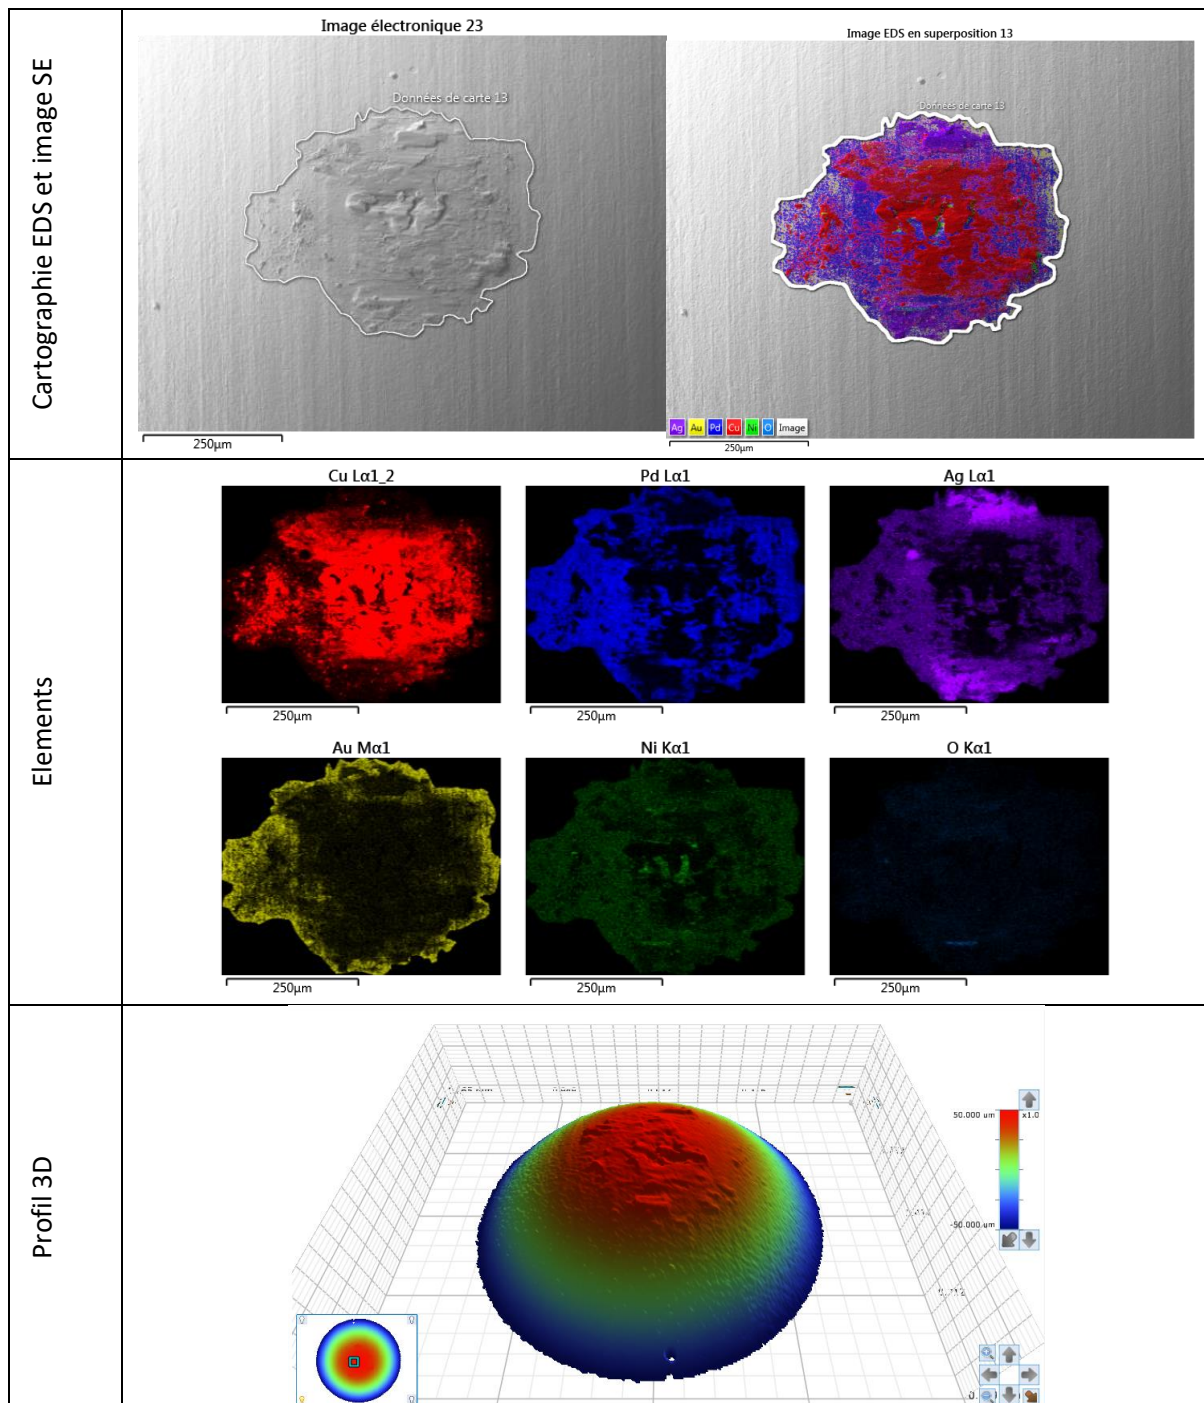 Cartographie EDS et image SE
Image électronique 23
Données de carte 13
250µm
Image EDS en superposition 13
Données de carte 13
Ag Au Pd Cu Ni O Image
250µm
Elements
Cu Lα1_2
250µm
Pd Lα1
250µm
Ag Lα1
250µm
Au Mα1
250µm
Ni Kα1
250µm
O Kα1
250µm
Profil 3D
50.000 um
x1.0
-50.000 um